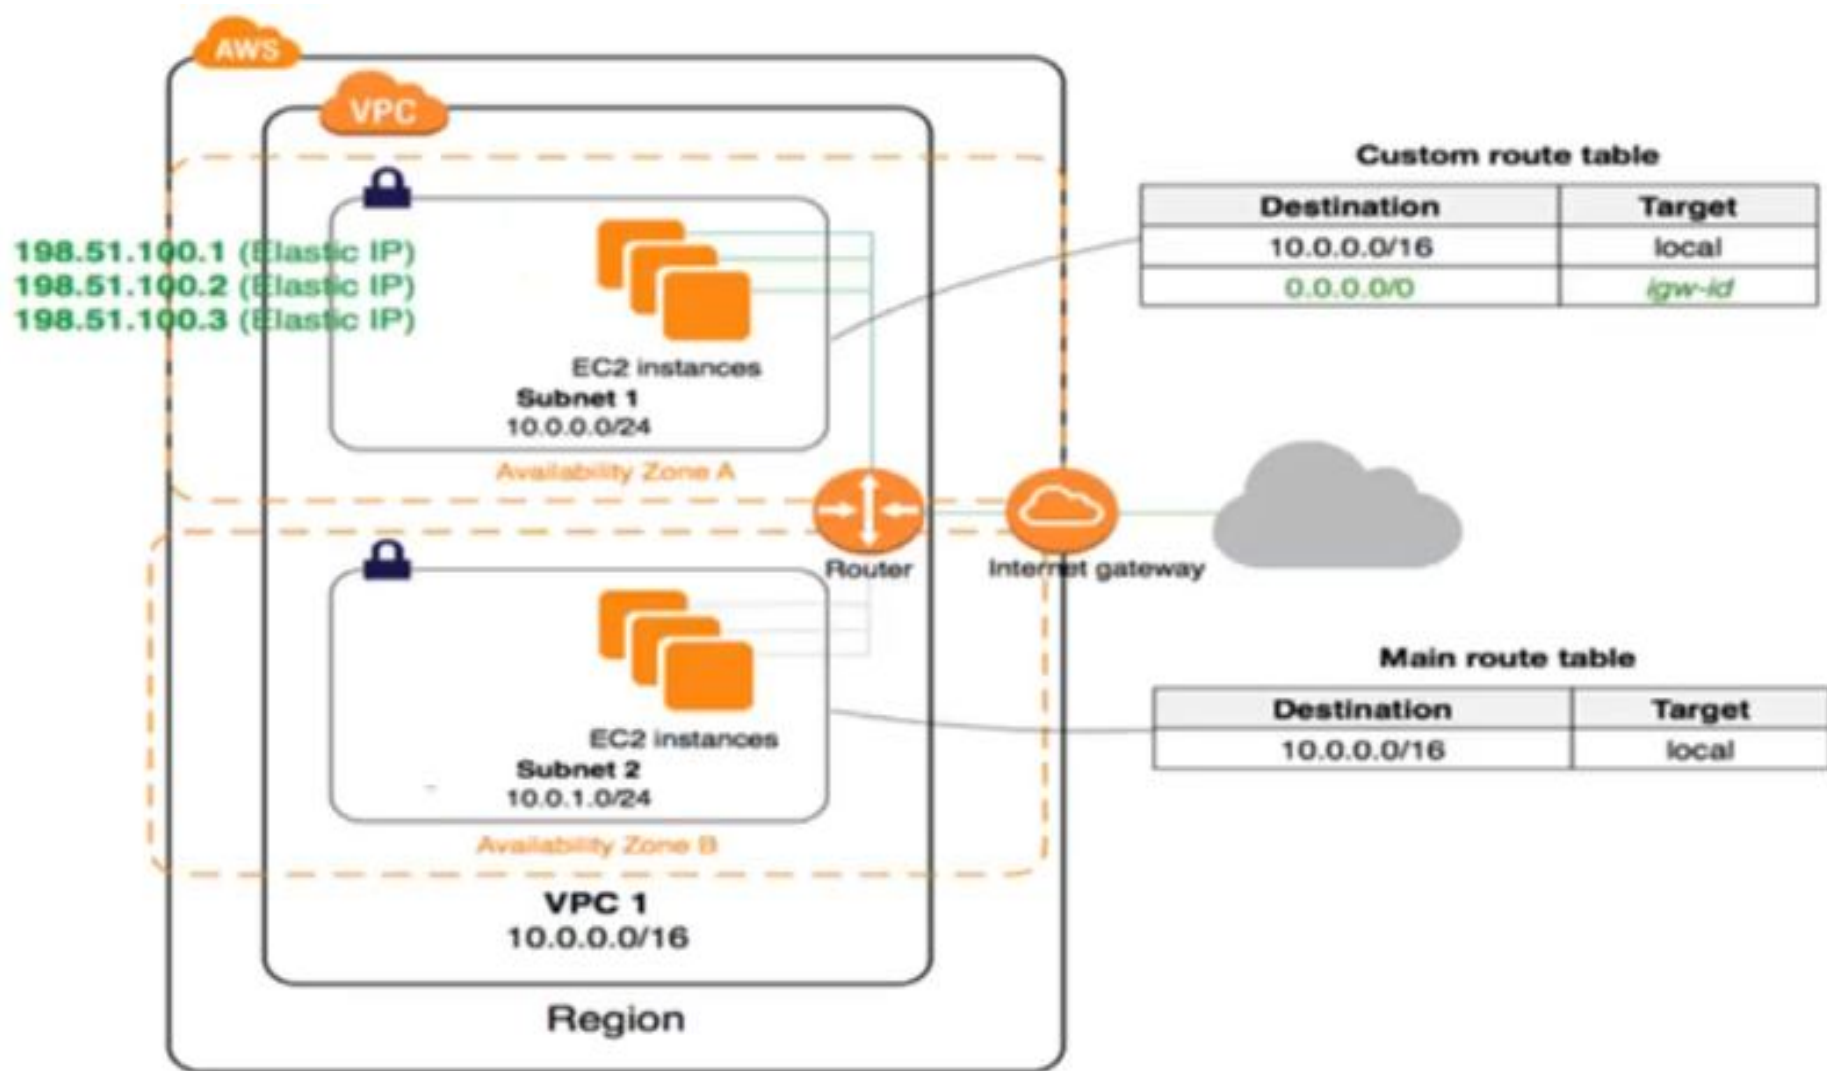 AWS
VPC
198.51.100.1 (Elastic IP)
198.51.100.2 (Elastic IP)
198.51.100.3 (Elastic IP)
EC2 instances
Subnet 1
10.0.0.0/24
Availability Zone A
Router
Internet gateway
EC2 instances
Subnet 2
10.0.1.0/24
Availability Zone B
VPC 1
10.0.0.0/16
Region
Custom route table
Destination Target
10.0.0.0/16 local
0.0.0.0/0 igw-id
Main route table
Destination Target
10.0.0.0/16 local